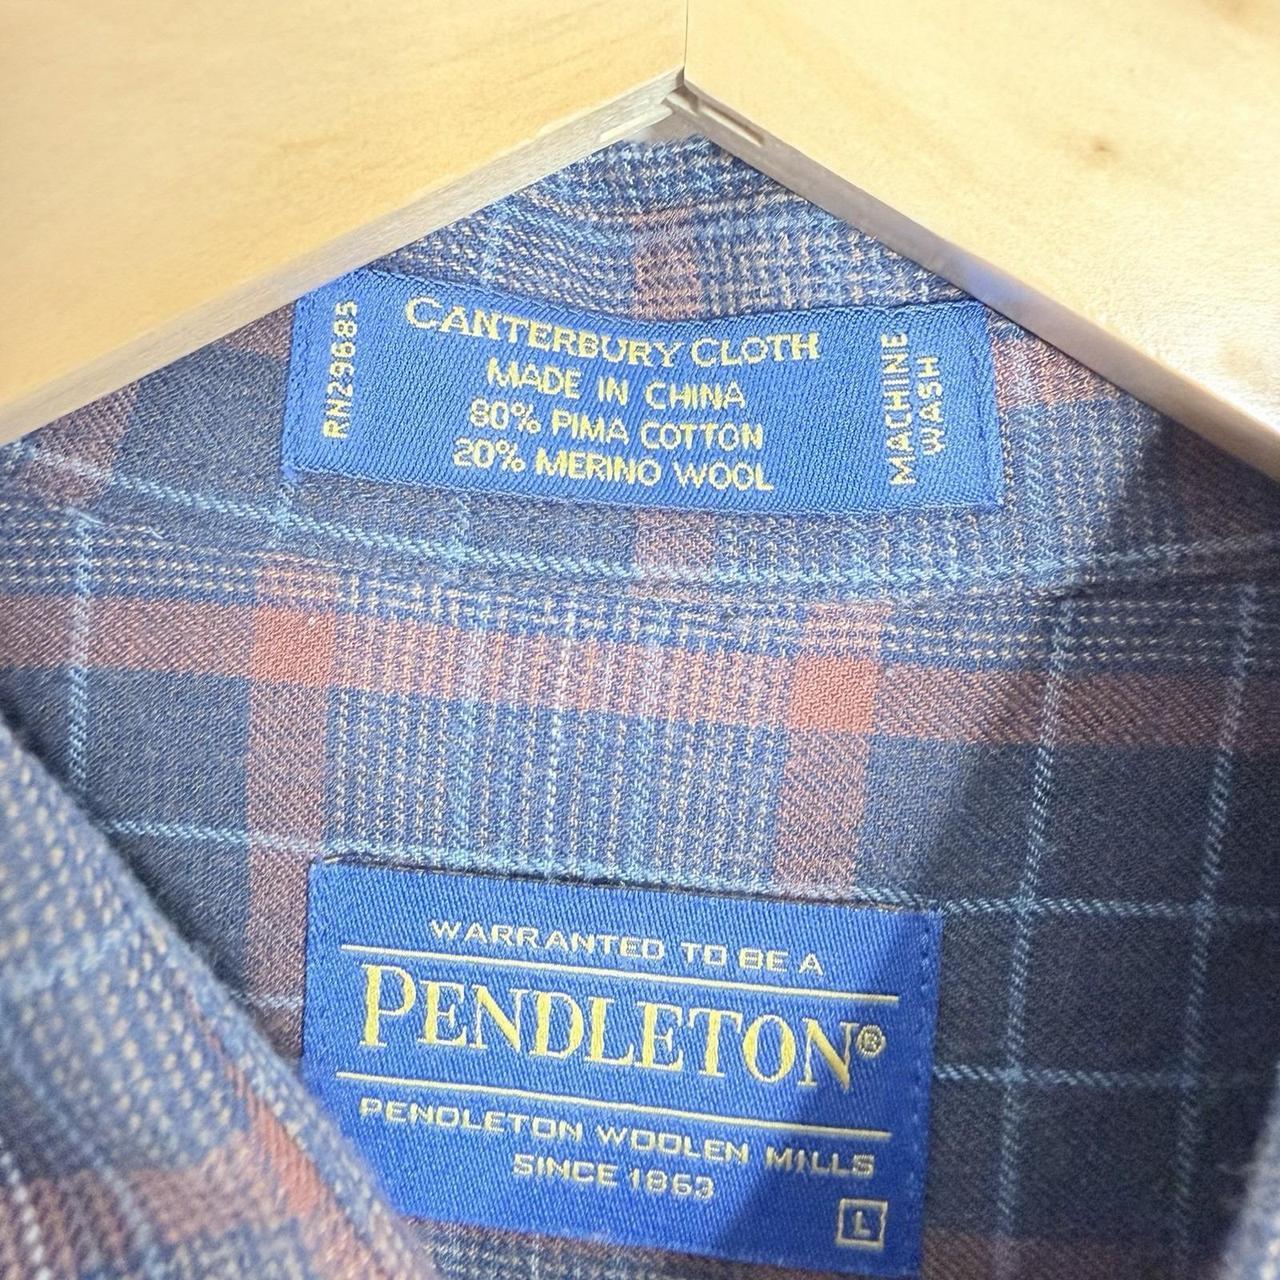 RN29685
CANTERBURY CLOTH
MADE IN CHINA
80% PIMA COTTON
20% MERINO WOOL
MACHINE
WASH
WARRANTED TO BE A
PENDLETON®
PENDLETON WOOLEN MILLS
SINCE 1863
L